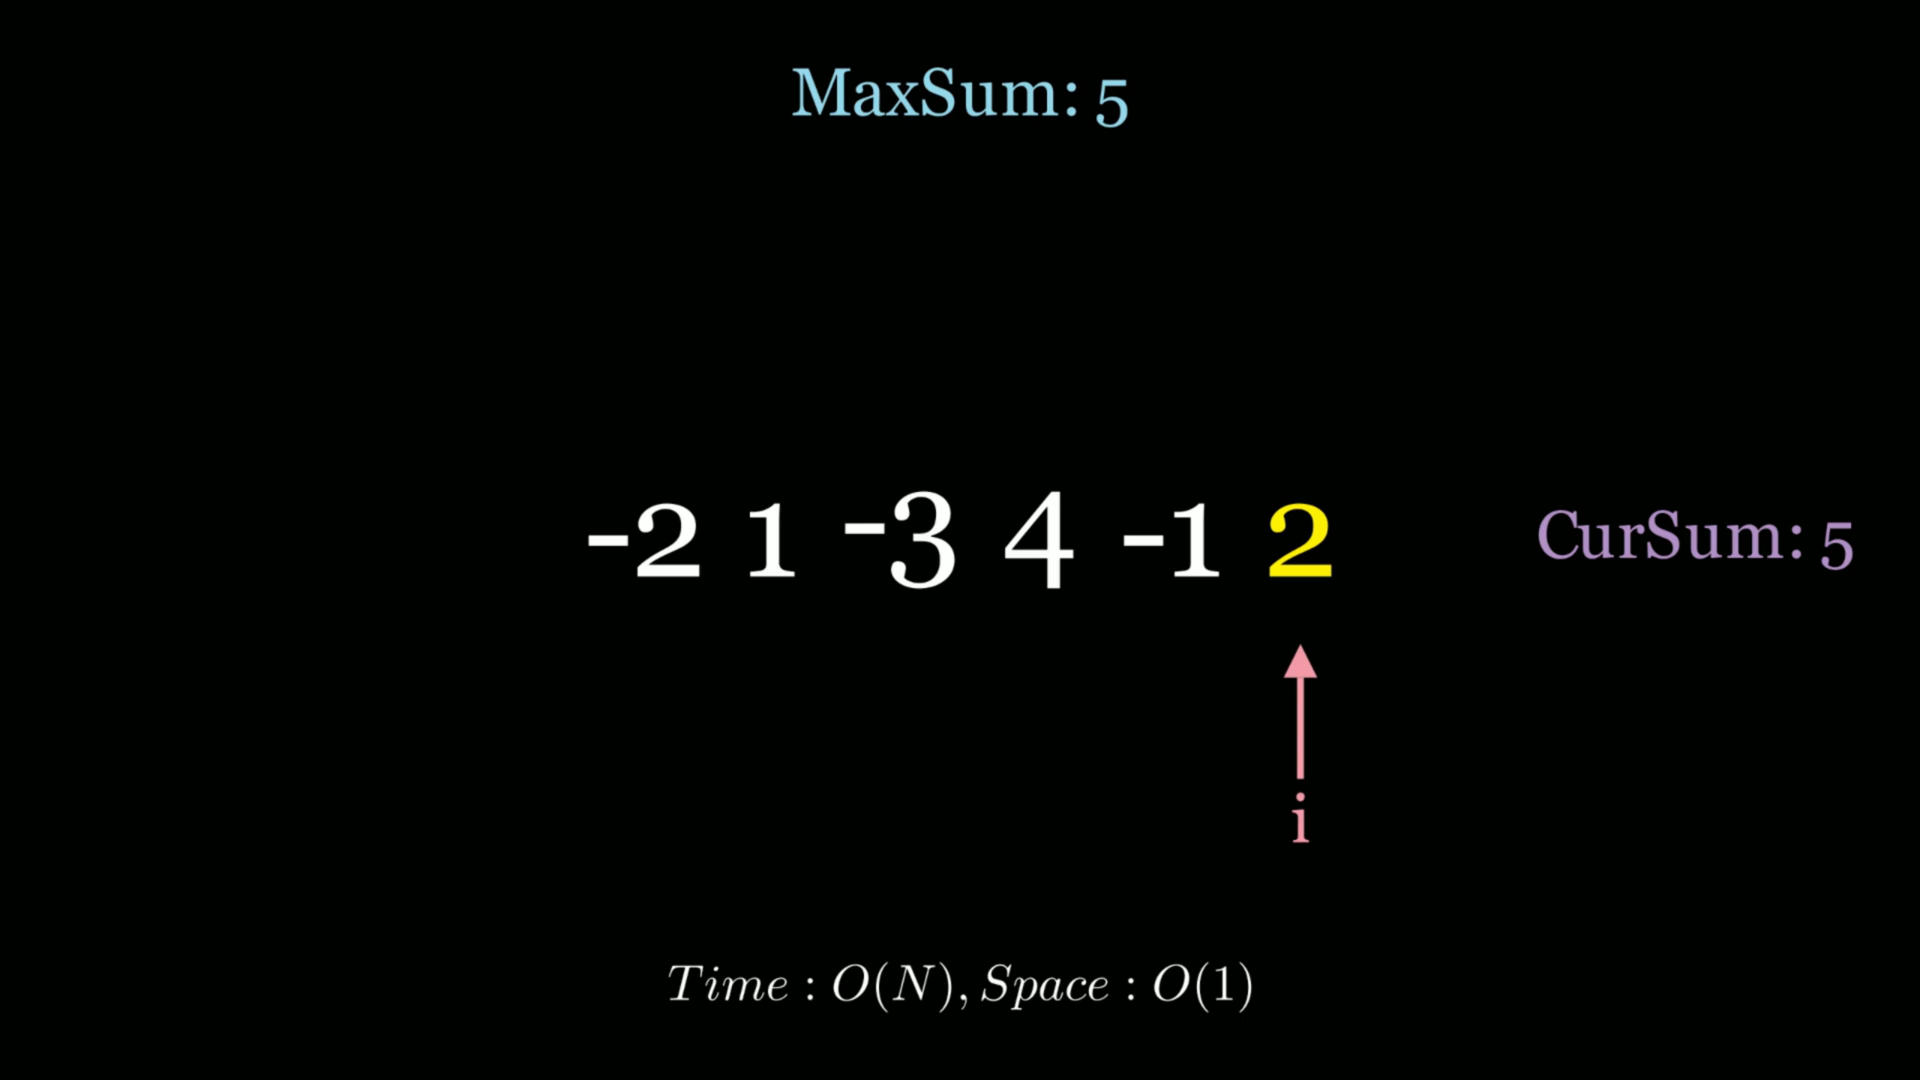 MaxSum: 5
-2 1 -3 4 -1 2
CurSum: 5
i
Time : O(N), Space : O(1)